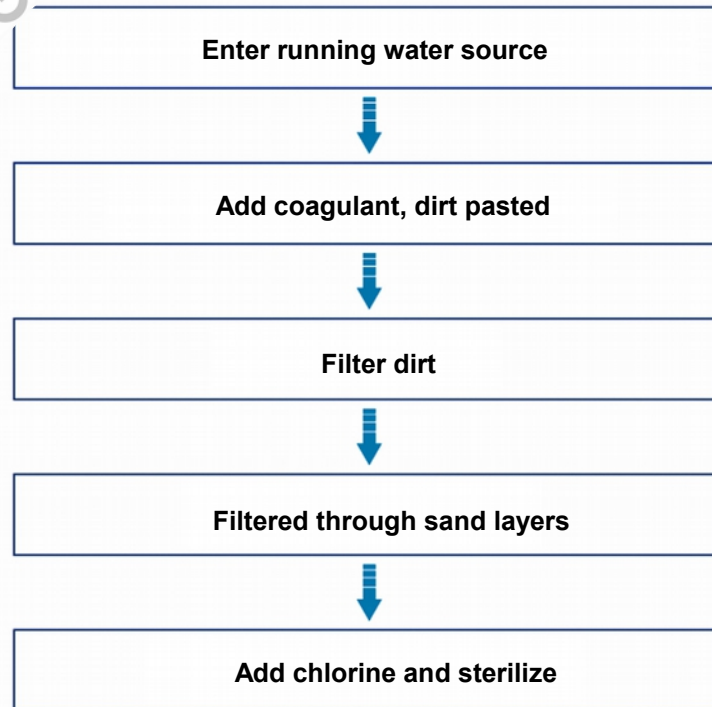 Enter running water source
Add coagulant, dirt pasted
Filter dirt
Filtered through sand layers
Add chlorine and sterilize